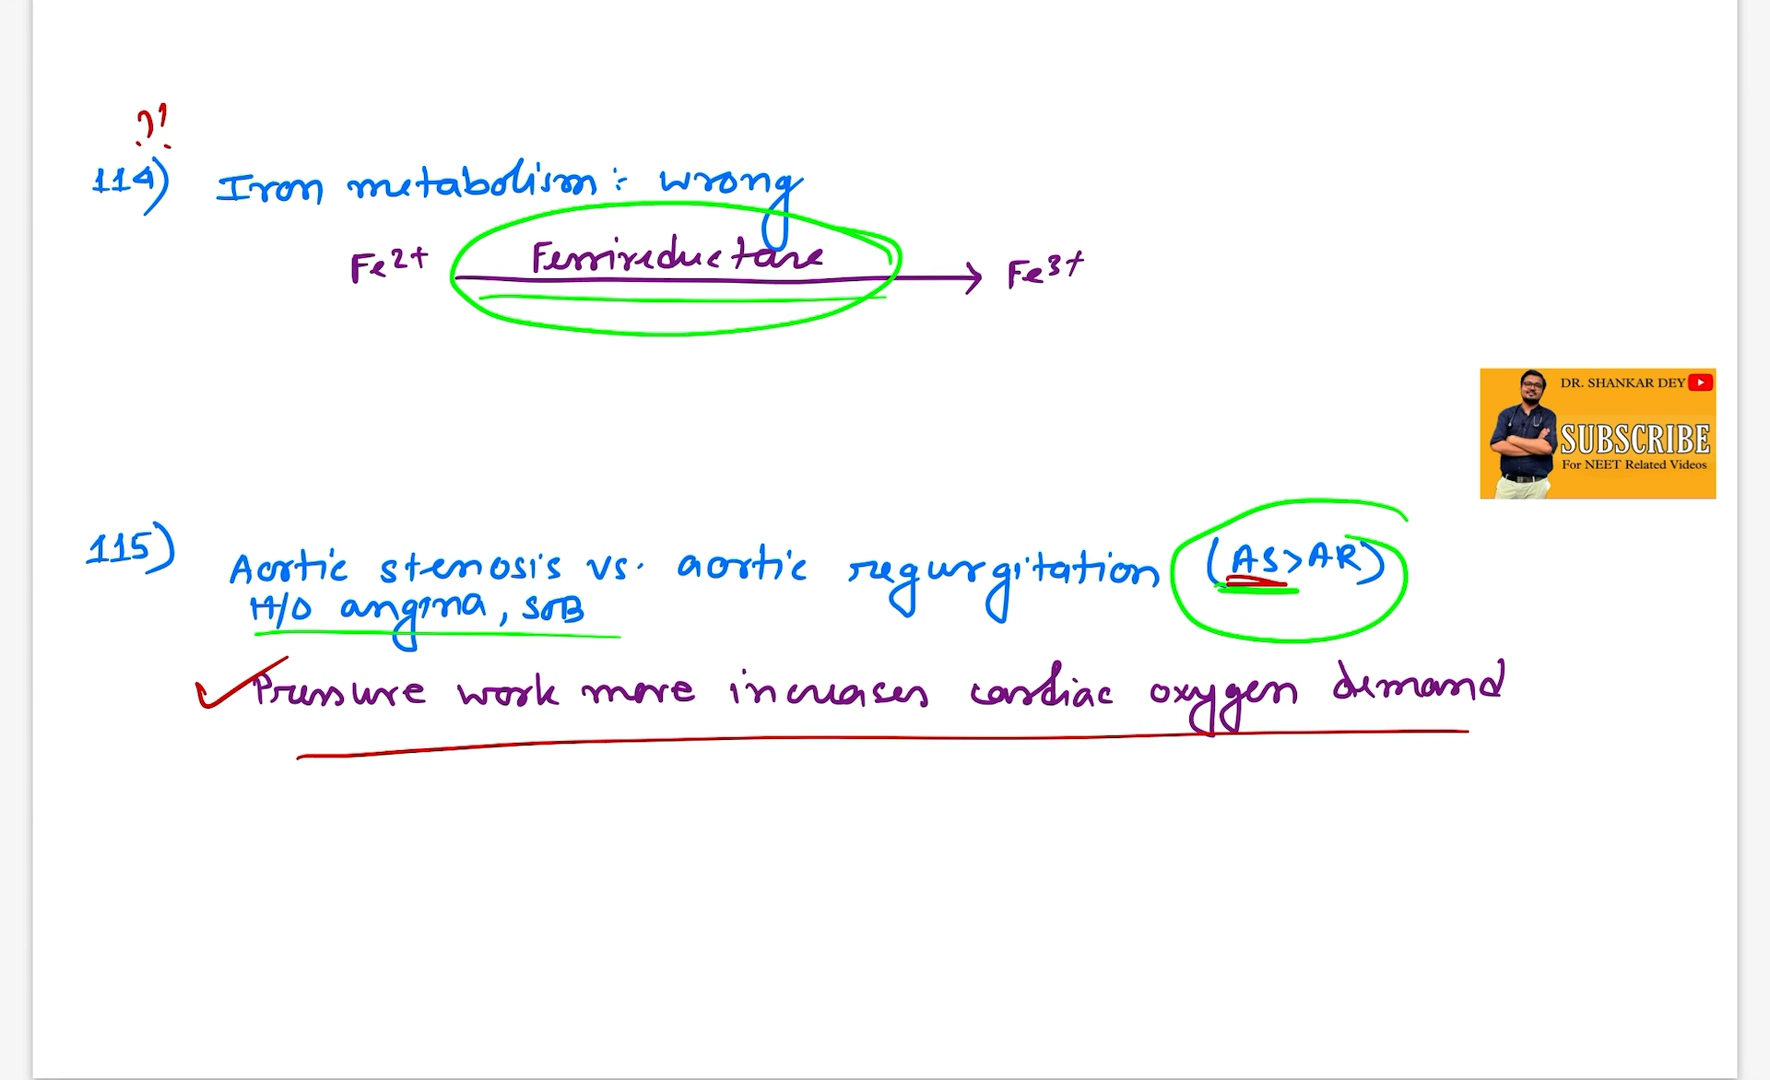 ??
114) Iron metabolism: wrong
Fe2+ Ferrireductase Fe3+
DR. SHANKAR DEY
SUBSCRIBE
For NEET Related Videos
115) Aortic stenosis vs. aortic regurgitation (AS>AR)
H/O angina, SOB
Pressure work more increases cardiac oxygen demand